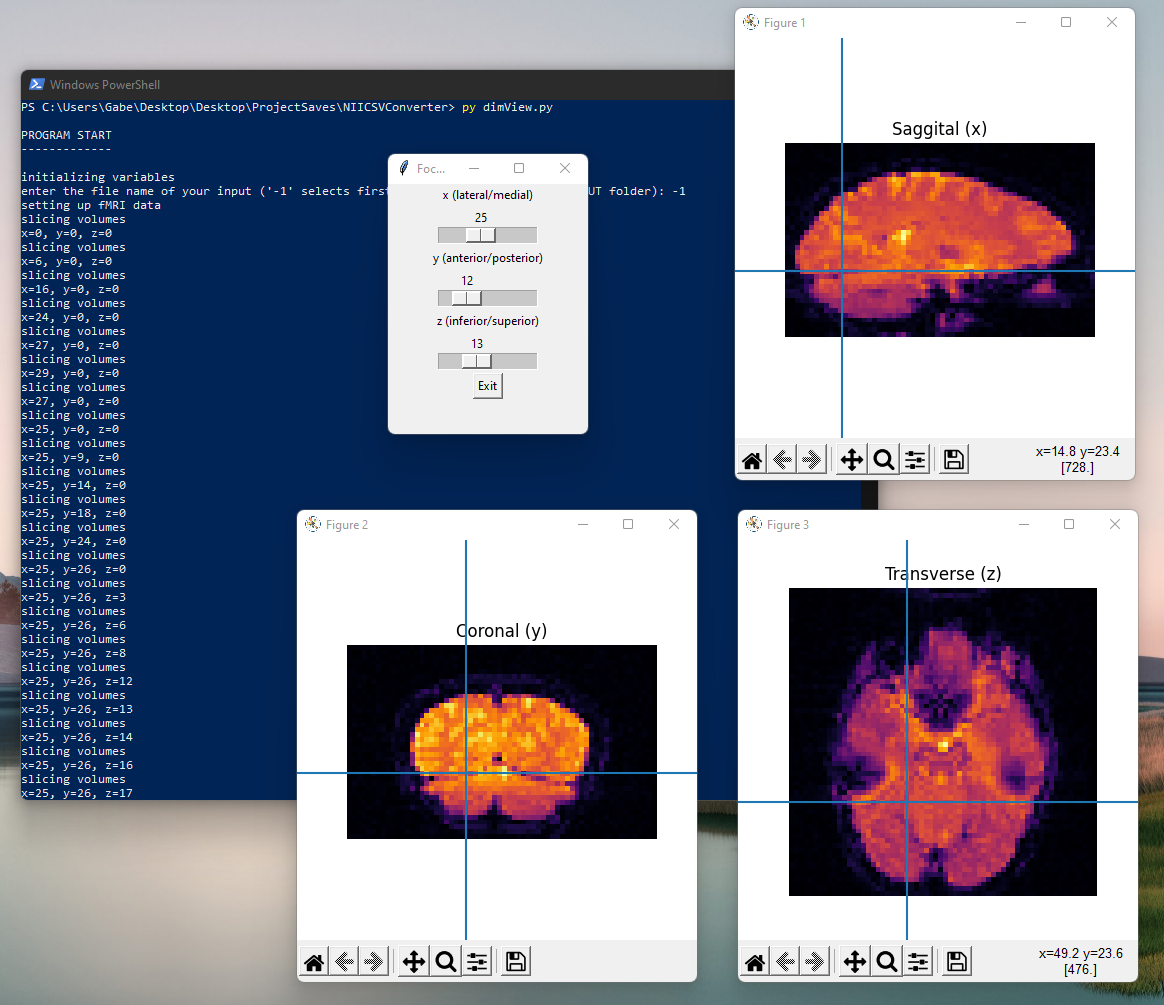 Windows PowerShell
PS C:\Users\Gabe\Desktop\Desktop\ProjectSaves\NIICSVConverter> py dimView.py
PROGRAM START
-------------
initializing variables
enter the file name of your input ('-1' selects firs UT folder): -1
setting up fMRI data
slicing volumes
x=0, y=0, z=0
slicing volumes
x=6, y=0, z=0
slicing volumes
x=16, y=0, z=0
slicing volumes
x=24, y=0, z=0
slicing volumes
x=27, y=0, z=0
slicing volumes
x=29, y=0, z=0
slicing volumes
x=27, y=0, z=0
slicing volumes
x=25, y=0, z=0
slicing volumes
x=25, y=9, z=0
slicing volumes
x=25, y=14, z=0
slicing volumes
x=25, y=18, z=0
slicing volumes
x=25, y=24, z=0
slicing volumes
x=25, y=26, z=0
slicing volumes
x=25, y=26, z=3
slicing volumes
x=25, y=26, z=6
slicing volumes
x=25, y=26, z=8
slicing volumes
x=25, y=26, z=12
slicing volumes
x=25, y=26, z=13
slicing volumes
x=25, y=26, z=14
slicing volumes
x=25, y=26, z=16
slicing volumes
x=25, y=26, z=17
Foc...
x (lateral/medial)
25
y (anterior/posterior)
12
z (inferior/superior)
13
Exit
Figure 1
Saggital (x)
x=14.8 y=23.4
[728.]
Figure 2
Coronal (y)
Figure 3
Transverse (z)
x=49.2 y=23.6
[476.]